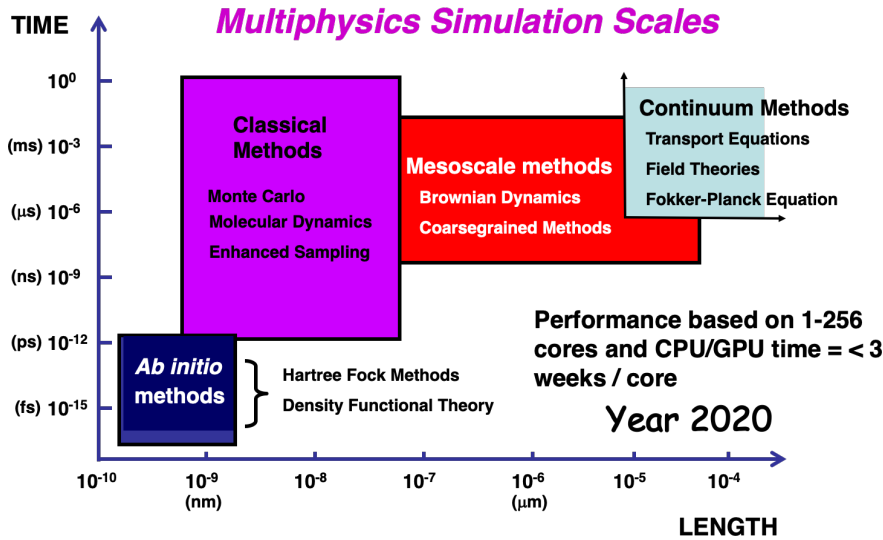 Multiphysics Simulation Scales
TIME
10⁰
(ms) 10⁻³
(μs) 10⁻⁶
(ns) 10⁻⁹
(ps) 10⁻¹²
(fs) 10⁻¹⁵
Classical
Methods
Monte Carlo
Molecular Dynamics
Enhanced Sampling
Mesoscale methods
Brownian Dynamics
Coarsegrained Methods
Continuum Methods
Transport Equations
Field Theories
Fokker-Planck Equation
Ab initio
methods
Hartree Fock Methods
Density Functional Theory
Performance based on 1-256
cores and CPU/GPU time = < 3
weeks / core
Year 2020
10⁻¹⁰ 10⁻⁹ 10⁻⁸ 10⁻⁷ 10⁻⁶ 10⁻⁵ 10⁻⁴
(nm) (μm)
LENGTH